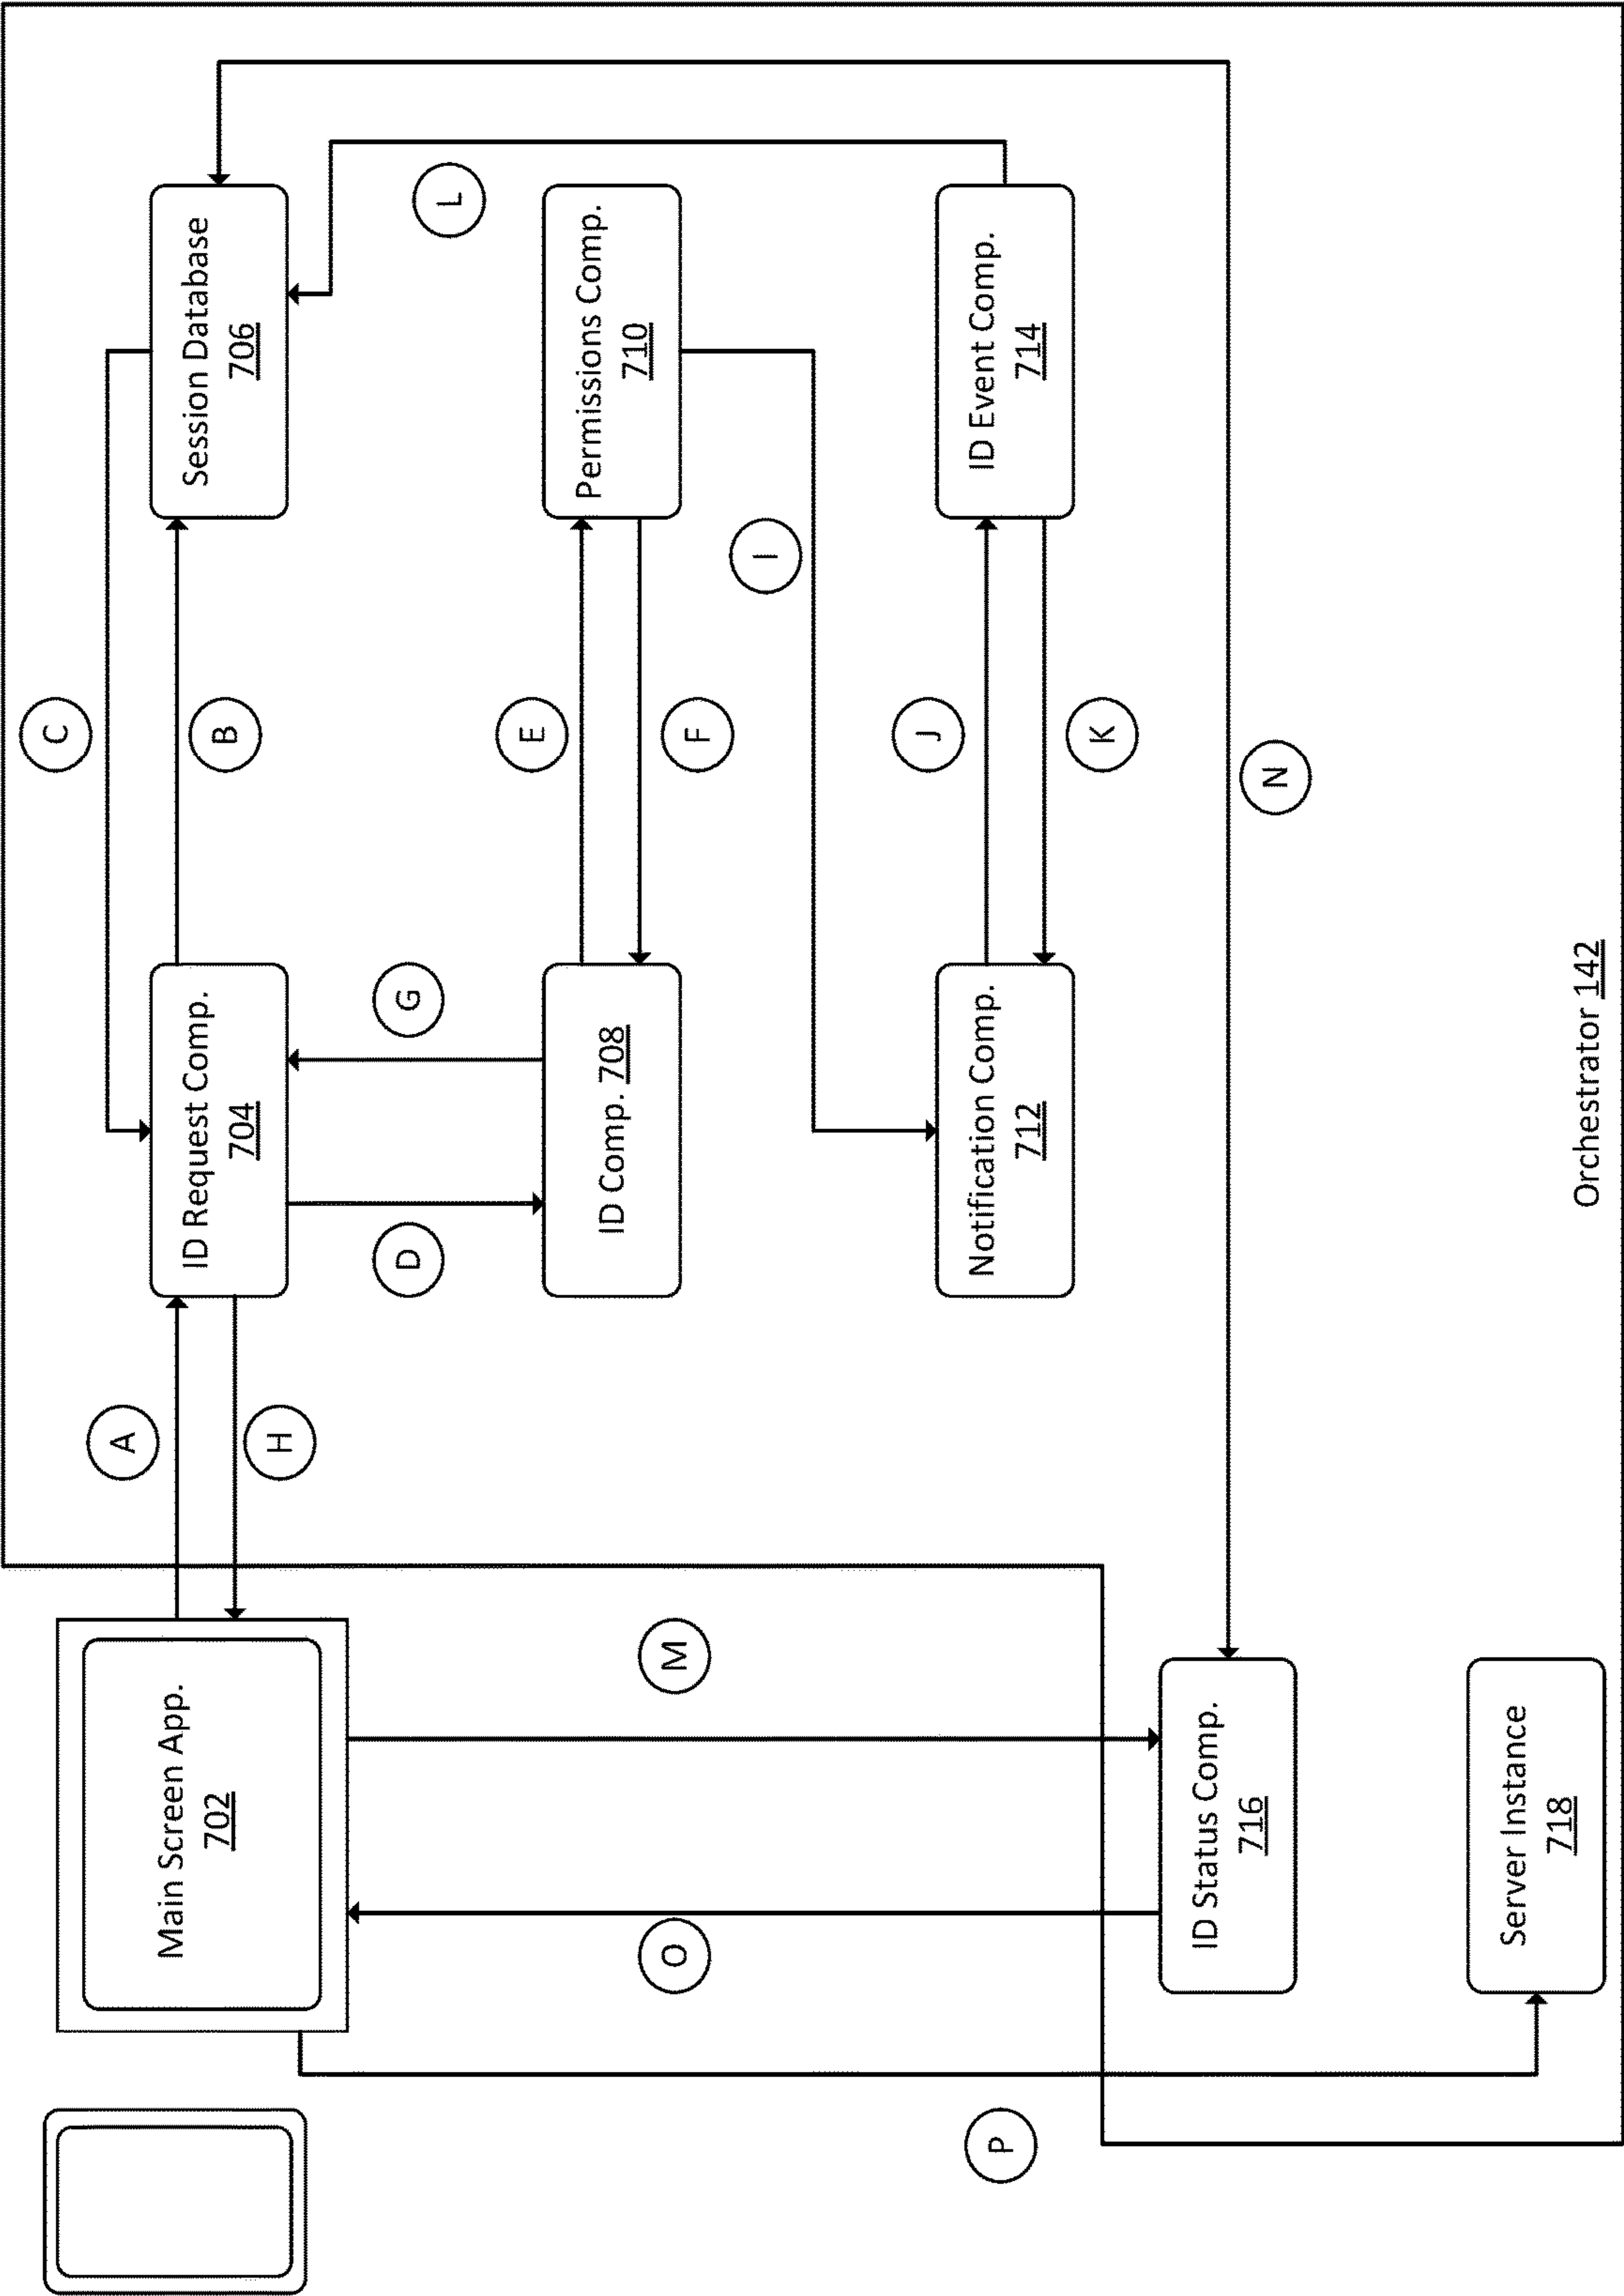 Main Screen App.
702
A
H
ID Request Comp.
704
C
B
Session Database
706
D
G
L
ID Comp. 708
E
F
Permissions Comp.
710
I
Notification Comp.
712
J
K
ID Event Comp.
714
M
O
N
ID Status Comp.
716
P
Server Instance
718
Orchestrator 142